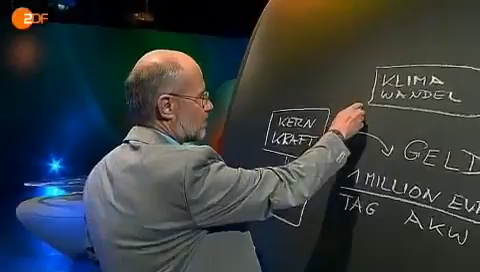 ZDF
KLIMA
WANDEL
KERN
KRAFT
GELD
1 MILLION EU
TAG AKW